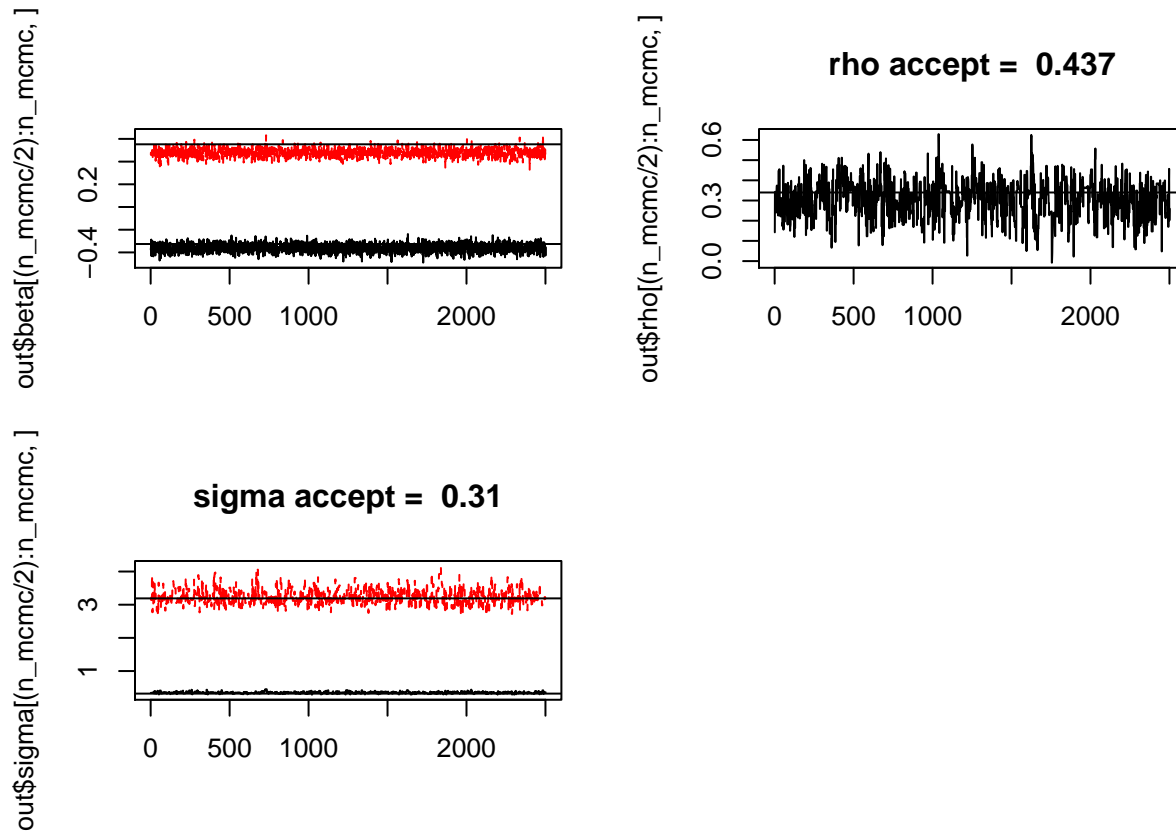 out$beta[(n_mcmc/2):n_mcmc, ]
0.2
−0.4
0 500 1000 2000
rho accept = 0.437
out$rho[(n_mcmc/2):n_mcmc, ]
0.6
0.3
0.0
0 500 1000 2000
sigma accept = 0.31
out$sigma[(n_mcmc/2):n_mcmc, ]
3
1
0 500 1000 2000